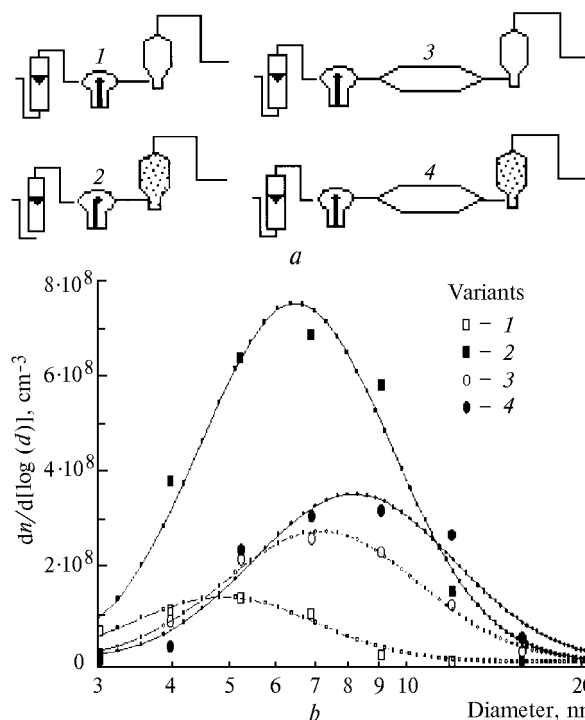 1
3
2
4
a
8·10⁸
6·10⁸
4·10⁸
2·10⁸
0
dn/d[log (d)], cm⁻³
Variants
□ – 1
■ – 2
○ – 3
● – 4
3 4 5 6 7 8 9 10 20
b Diameter, nm